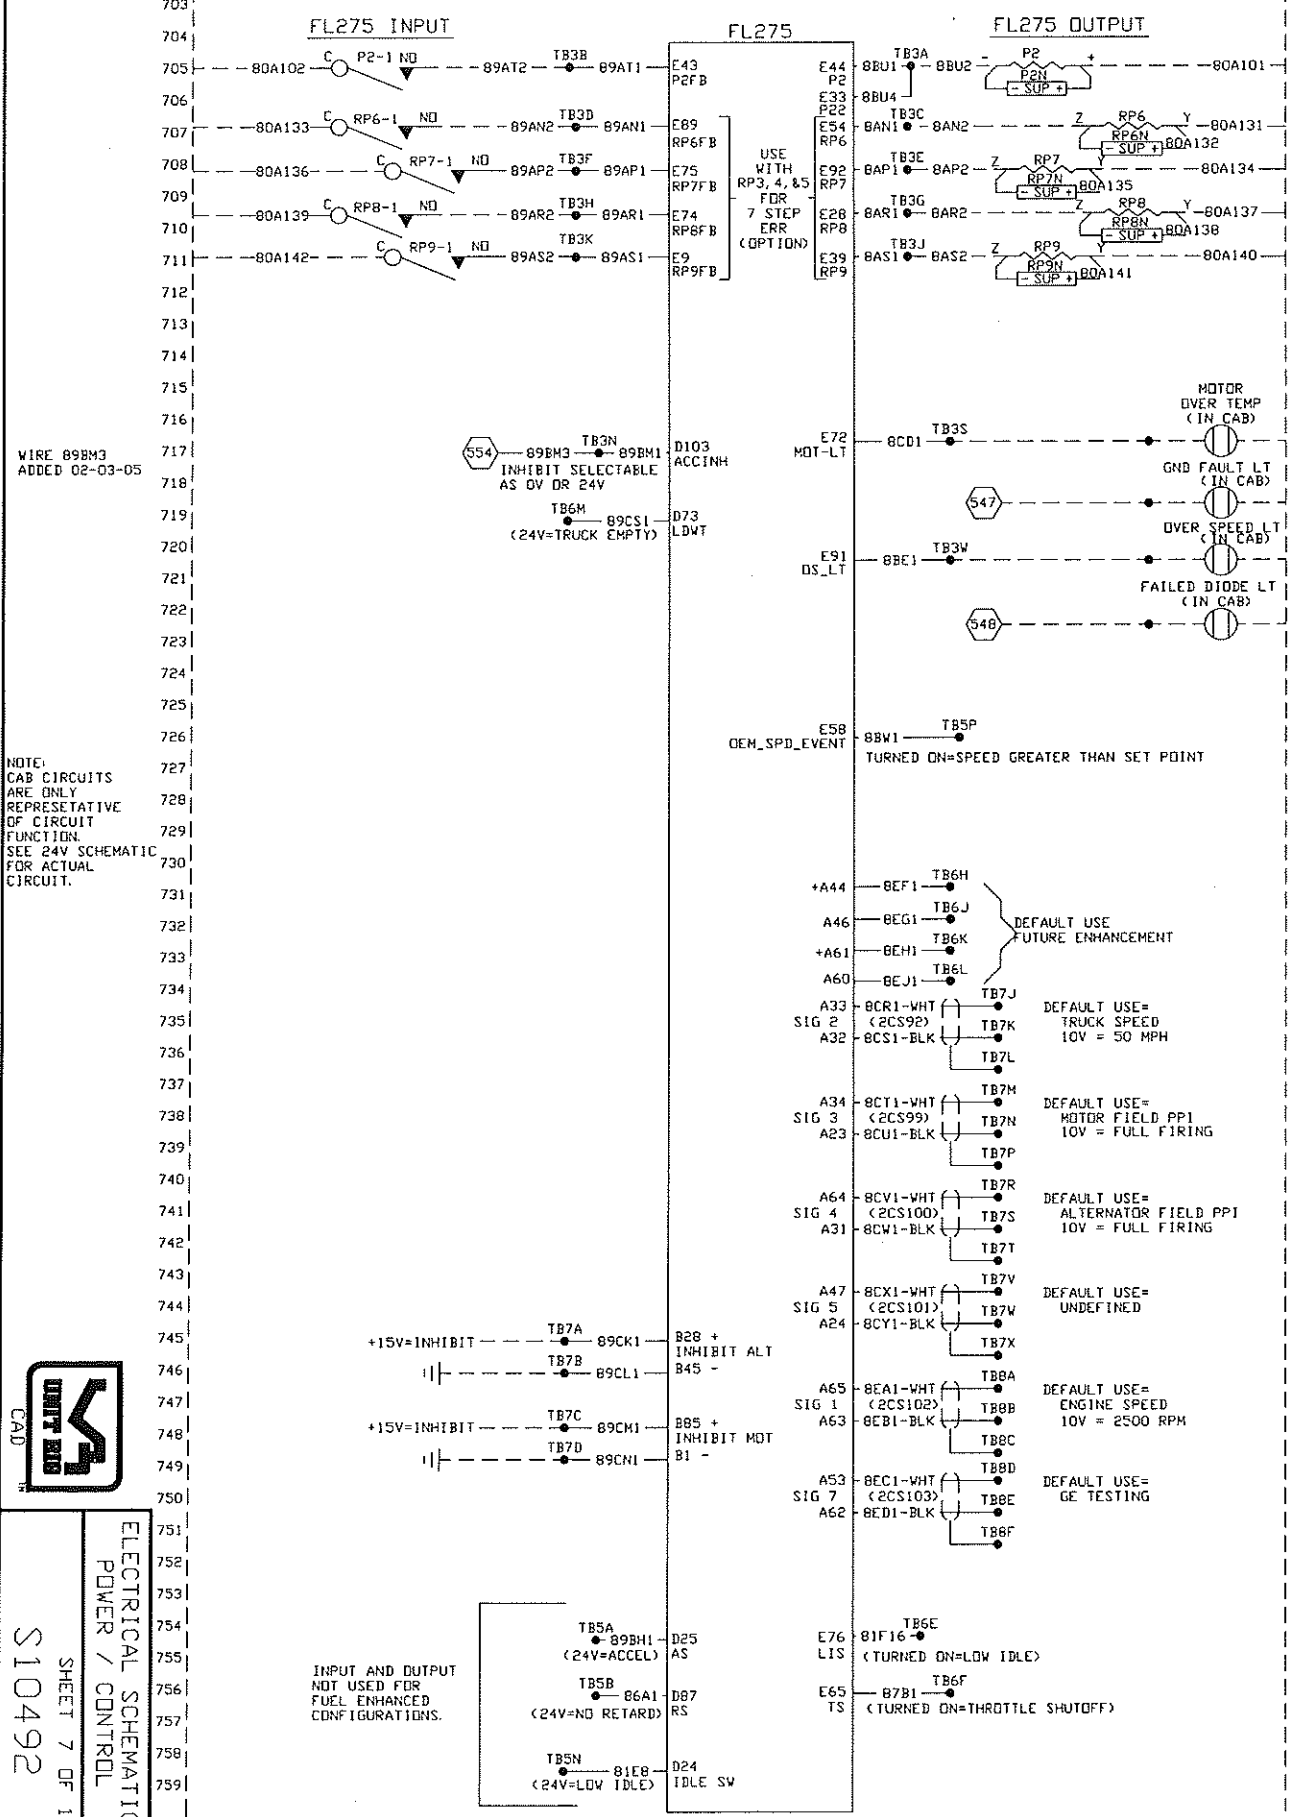 703
704
FL275 INPUT
FL275
FL275 OUTPUT
705
80A102
C P2-1 NO
89AT2
TB3B
89AT1
E43
P2FB
E44
P2
8BU1
TB3A
8BU2
- P2 +
P2N
- SUP +
80A101
706
E33
P22
8BU4
707
80A133
C RP6-1 NO
89AN2
TB3D
89AN1
E89
RP6FB
E54
RP6
8AN1
TB3C
8AN2
Z RP6 Y
RP6N
- SUP +
80A131
80A132
708
80A136
C RP7-1 NO
89AP2
TB3F
89AP1
E75
RP7FB
E92
RP7
8AP1
TB3E
8AP2
Z RP7 Y
RP7N
- SUP +
80A134
80A135
709
80A139
C RP8-1 NO
89AR2
TB3H
89AR1
E74
RP8FB
E28
RP8
8AR1
TB3G
8AR2
Z RP8 Y
RP8N
- SUP +
80A137
80A138
710
711
80A142
C RP9-1 NO
89AS2
TB3K
89AS1
E9
RP9FB
E39
RP9
8AS1
TB3J
8AS2
Z RP9 Y
RP9N
- SUP +
80A140
80A141
USE
WITH
RP3, 4, &5
FOR
7 STEP
ERR
(OPTION)
712
713
714
715
716
WIRE 89BM3
ADDED 02-03-05
717
554
89BM3
TB3N
89BM1
D103
ACCINH
INHIBIT SELECTABLE
AS 0V OR 24V
E72
MOT-LT
8CD1
TB3S
MOTOR
OVER TEMP
(IN CAB)
718
547
GND FAULT LT
(IN CAB)
719
TB6M
89CS1
D73
LDWT
(24V=TRUCK EMPTY)
720
E91
OS_LT
8BE1
TB3W
OVER SPEED LT
(IN CAB)
721
722
548
FAILED DIODE LT
(IN CAB)
723
724
725
726
E58
OEM_SPD_EVENT
8BW1
TB5P
TURNED ON=SPEED GREATER THAN SET POINT
727
728
729
730
NOTE:
CAB CIRCUITS
ARE ONLY
REPRESETATIVE
OF CIRCUIT
FUNCTION.
SEE 24V SCHEMATIC
FOR ACTUAL
CIRCUIT.
731
+A44
8EF1
TB6H
732
A46
8EG1
TB6J
733
+A61
8EH1
TB6K
734
A60
8EJ1
TB6L
DEFAULT USE
FUTURE ENHANCEMENT
735
A33
8CR1-WHT
TB7J
SIG 2
(2CS92)
A32
8CS1-BLK
TB7K
TB7L
DEFAULT USE=
TRUCK SPEED
10V = 50 MPH
736
737
738
A34
8CT1-WHT
TB7M
SIG 3
(2CS99)
A23
8CU1-BLK
TB7N
TB7P
DEFAULT USE=
MOTOR FIELD PPI
10V = FULL FIRING
739
740
741
A64
8CV1-WHT
TB7R
SIG 4
(2CS100)
A31
8CW1-BLK
TB7S
TB7T
DEFAULT USE=
ALTERNATOR FIELD PPI
10V = FULL FIRING
742
743
744
A47
8CX1-WHT
TB7V
SIG 5
(2CS101)
A24
8CY1-BLK
TB7W
TB7X
DEFAULT USE=
UNDEFINED
745
+15V=INHIBIT
TB7A
89CK1
B28 +
INHIBIT ALT
746
TB7B
89CL1
B45 -
747
A65
8EA1-WHT
TB8A
SIG 1
(2CS102)
A63
8EB1-BLK
TB8B
TB8C
DEFAULT USE=
ENGINE SPEED
10V = 2500 RPM
748
+15V=INHIBIT
TB7C
89CM1
B85 +
INHIBIT MOT
749
TB7D
89CN1
B1 -
750
A53
8EC1-WHT
TB8D
SIG 7
(2CS103)
A62
8ED1-BLK
TB8E
TB8F
DEFAULT USE=
GE TESTING
751
752
753
754
755
TB5A
89BH1
D25
AS
(24V=ACCEL)
E76
LIS
81F16
TB6E
(TURNED ON=LOW IDLE)
756
INPUT AND OUTPUT
NOT USED FOR
FUEL ENHANCED
CONFIGURATIONS.
TB5B
86A1
D87
RS
(24V=NO RETARD)
E65
TS
87B1
TB6F
(TURNED ON=THROTTLE SHUTOFF)
757
758
759
TB5N
81E8
D24
IDLE SW
(24V=LOW IDLE)
UNIT RIG
CAD
TM
ELECTRICAL SCHEMATIC
POWER / CONTROL
SHEET 7 OF 1
S10492